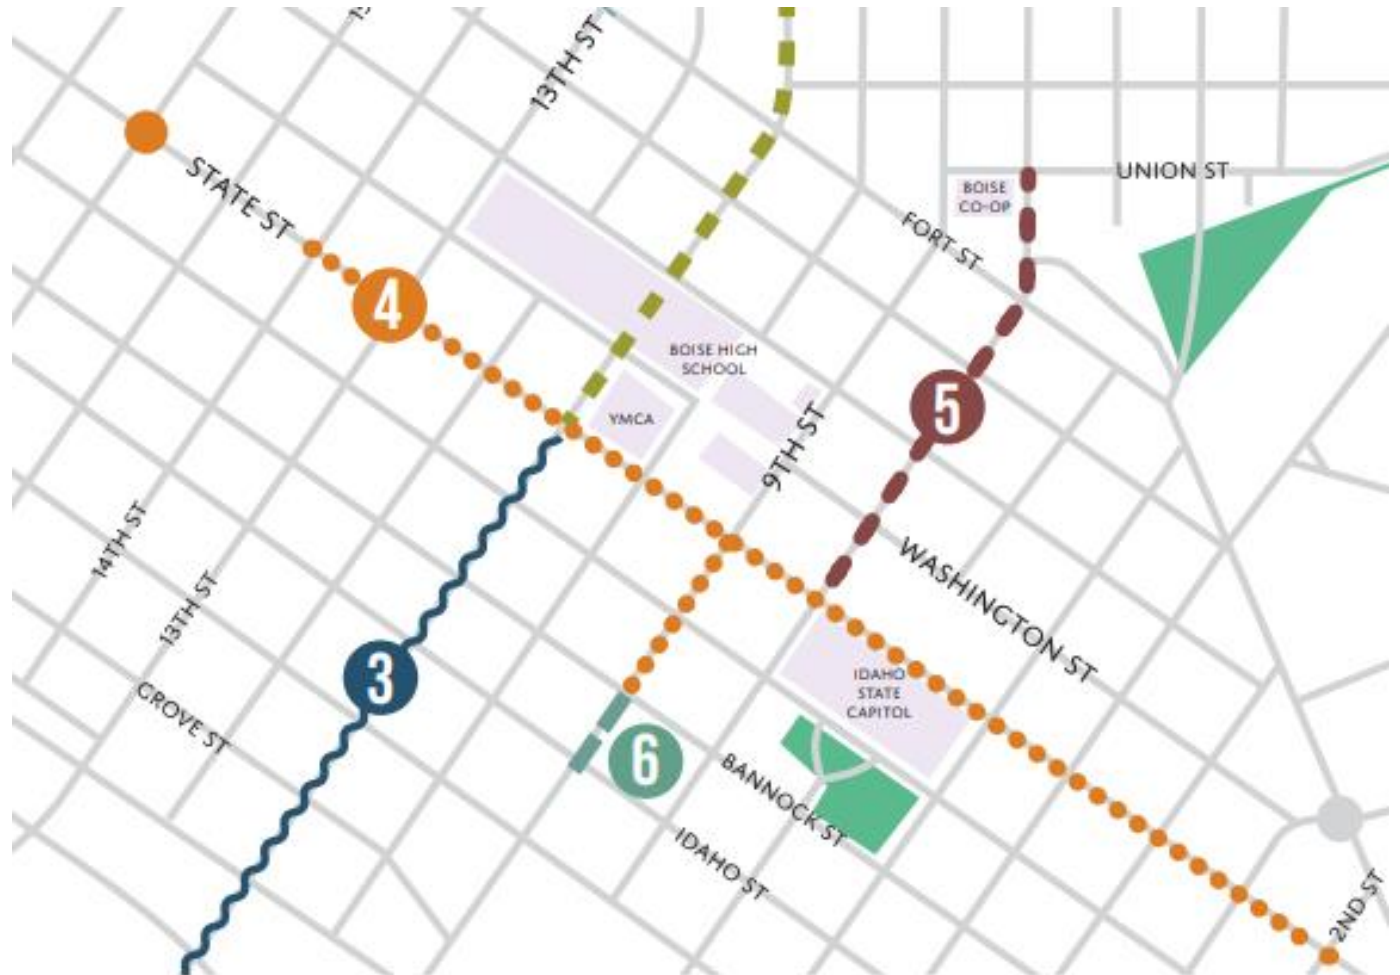 13TH ST
STATE ST
UNION ST
BOISE
CO-OP
FORT ST
4
BOISE HIGH
SCHOOL
YMCA
5
9TH ST
14TH ST
13TH ST
WASHINGTON ST
3
CROVE ST
IDAHO
STATE
CAPITOL
6
BANNOCK ST
IDAHO ST
2ND ST